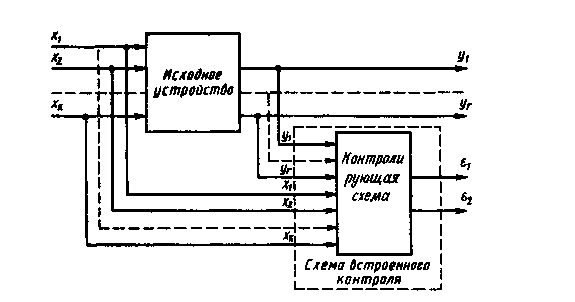 x₁
x₂
xₖ
Исходное
устройство
y₁
yᵣ
y₁
yᵣ
x₁
x₂
xₖ
Контроли
рующая
схема
ε₁
ε₂
Схема встроенного
контроля